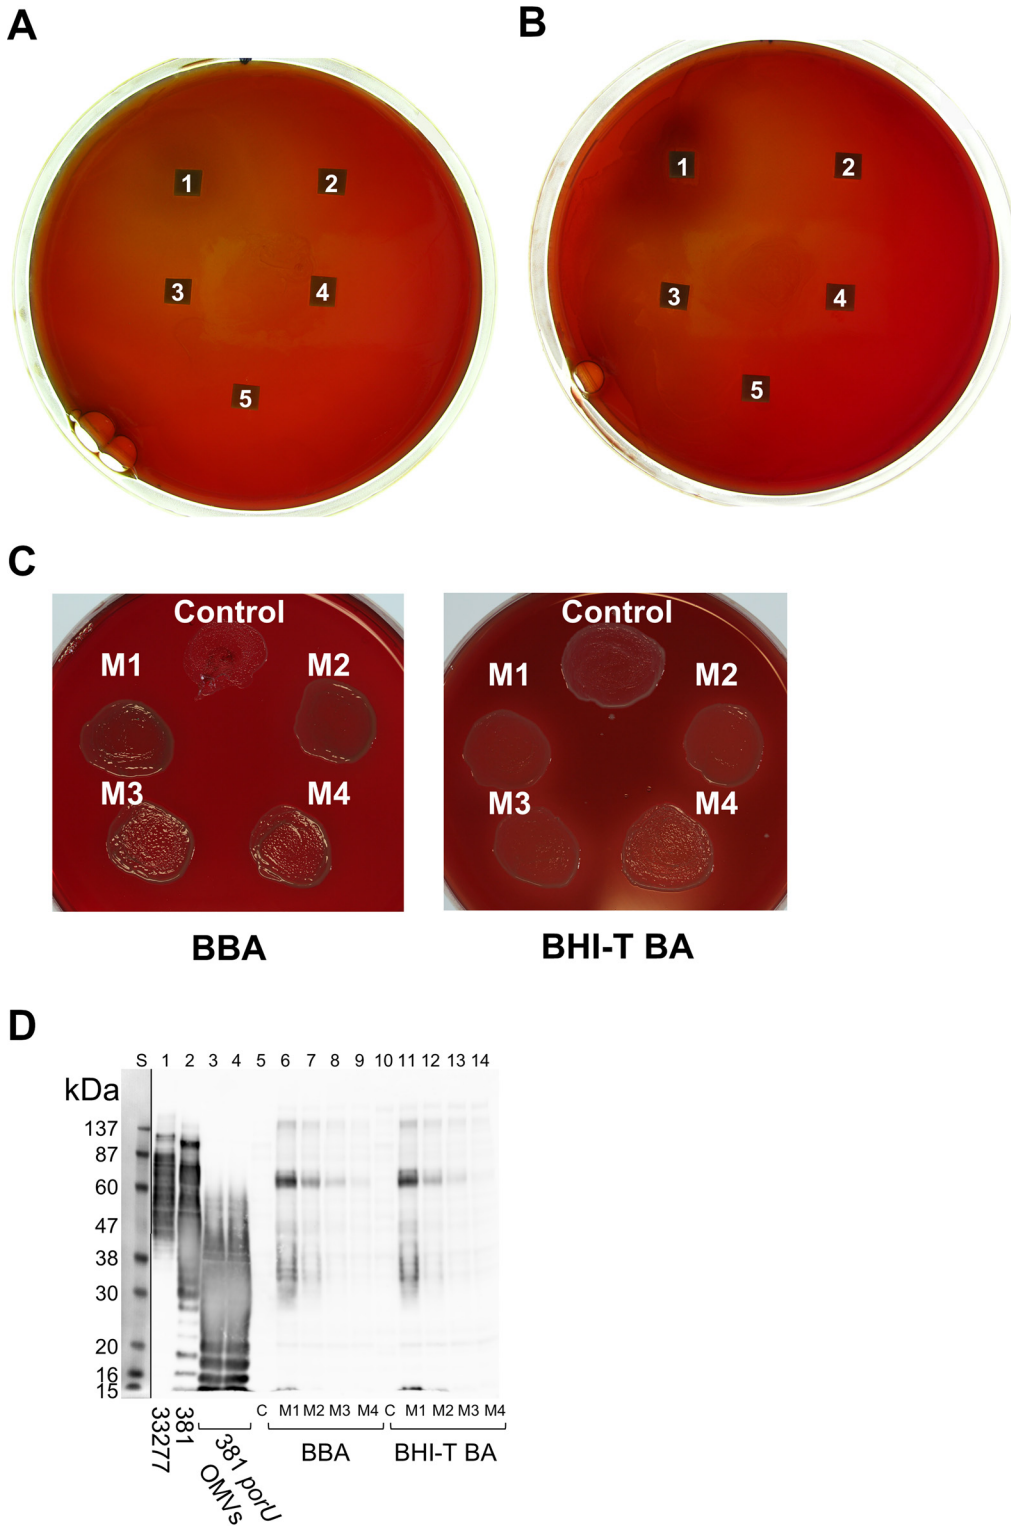 A
B
1
2
3
4
5
1
2
3
4
5
C
Control
M1
M2
M3
M4
BBA
Control
M1
M2
M3
M4
BHI-T BA
D
S 1 2 3 4 5 6 7 8 9 10 11 12 13 14
kDa
137
87
60
47
38
30
20
16
15
33277
381
381 porU
OMVs
C M1 M2 M3 M4 C M1 M2 M3 M4
BBA BHI-T BA